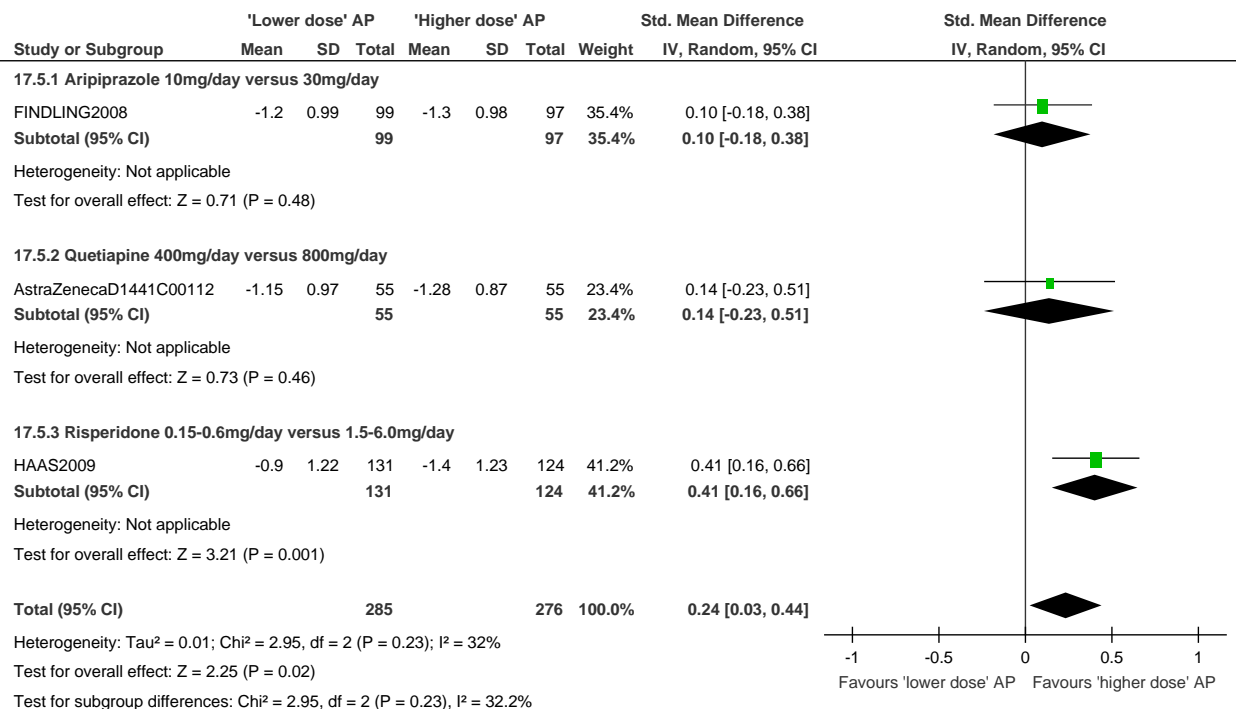 'Lower dose' AP 'Higher dose' AP Std. Mean Difference Std. Mean Difference
Study or Subgroup Mean SD Total Mean SD Total Weight IV, Random, 95% CI IV, Random, 95% CI
17.5.1 Aripiprazole 10mg/day versus 30mg/day
FINDLING2008 -1.2 0.99 99 -1.3 0.98 97 35.4% 0.10 [-0.18, 0.38]
Subtotal (95% CI) 99 97 35.4% 0.10 [-0.18, 0.38]
Heterogeneity: Not applicable
Test for overall effect: Z = 0.71 (P = 0.48)
17.5.2 Quetiapine 400mg/day versus 800mg/day
AstraZenecaD1441C00112 -1.15 0.97 55 -1.28 0.87 55 23.4% 0.14 [-0.23, 0.51]
Subtotal (95% CI) 55 55 23.4% 0.14 [-0.23, 0.51]
Heterogeneity: Not applicable
Test for overall effect: Z = 0.73 (P = 0.46)
17.5.3 Risperidone 0.15-0.6mg/day versus 1.5-6.0mg/day
HAAS2009 -0.9 1.22 131 -1.4 1.23 124 41.2% 0.41 [0.16, 0.66]
Subtotal (95% CI) 131 124 41.2% 0.41 [0.16, 0.66]
Heterogeneity: Not applicable
Test for overall effect: Z = 3.21 (P = 0.001)
Total (95% CI) 285 276 100.0% 0.24 [0.03, 0.44]
Heterogeneity: Tau² = 0.01; Chi² = 2.95, df = 2 (P = 0.23); I² = 32%
Test for overall effect: Z = 2.25 (P = 0.02)
Test for subgroup differences: Chi² = 2.95, df = 2 (P = 0.23), I² = 32.2%
-1 -0.5 0 0.5 1
Favours 'lower dose' AP Favours 'higher dose' AP